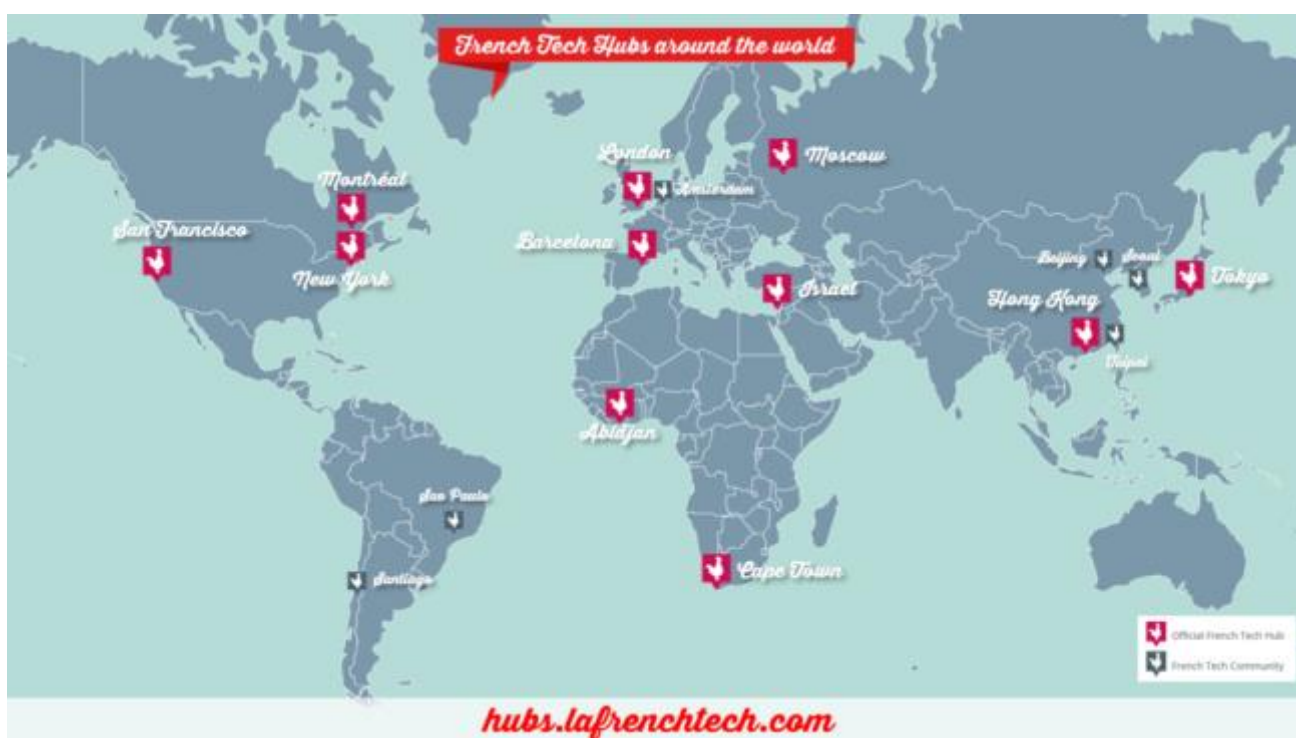 French Tech Hubs around the world
London
Moscow
Amsterdam
Montréal
San Francisco
New York
Barcelona
Beijing
Seoul
Israel
Tokyo
Hong Kong
Taipei
Abidjan
Sao Paulo
Santiago
Cape Town
Official French Tech Hub
French Tech Community
hubs.lafrenchtech.com